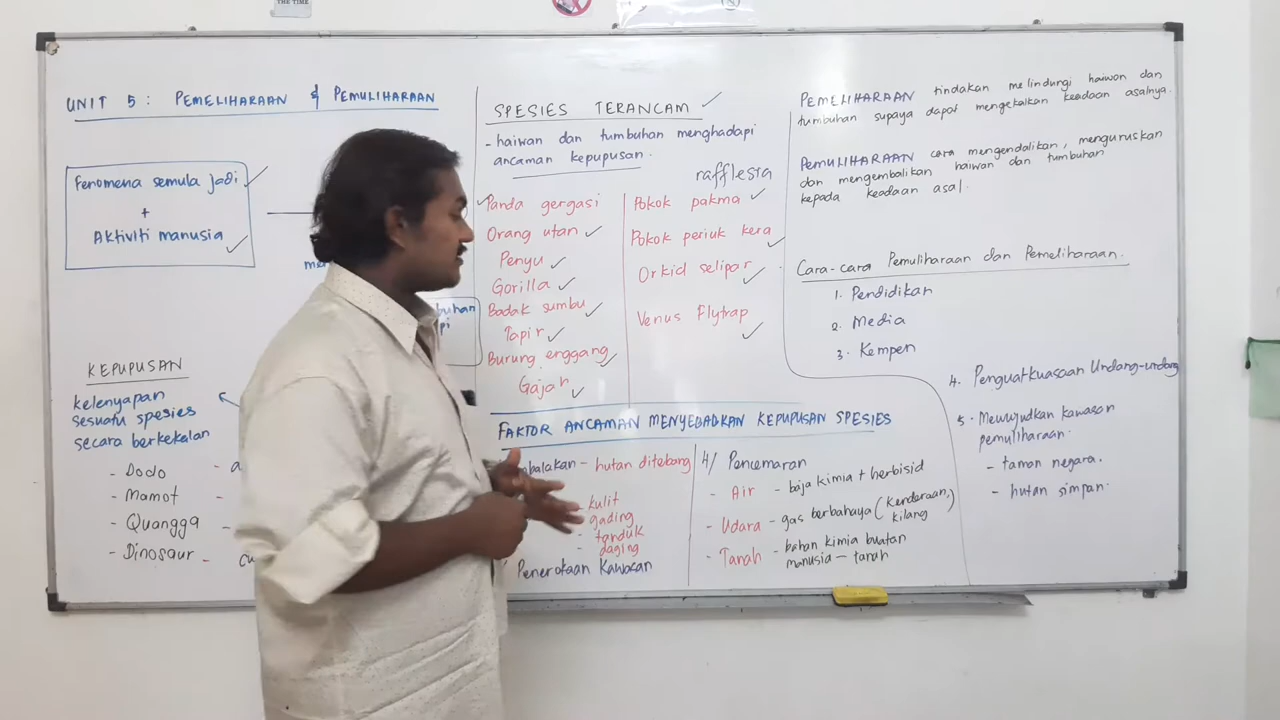 THE TIME
UNIT 5 : PEMELIHARAAN & PEMULIHARAAN
Fenomena semula jadi
+
Aktiviti manusia
KEPUPUSAN
kelenyapan
sesuatu spesies
secara berkekalan
- Dodo
- Mamot
- Quangga
- Dinosaur -
SPESIES TERANCAM
- haiwan dan tumbuhan menghadapi
ancaman kepupusan.
Panda gergasi
Orang utan
Penyu
Gorilla
Badak sumbu
Tapir
Burung enggang
Gajah
rafflesia
Pokok pakma
Pokok periuk kera
Orkid selipar
Venus Flytrap
FAKTOR ANCAMAN MENYEBABKAN KEPUPUSAN SPESIES
- hutan ditebang
- kulit
- gading
- tanduk
- daging
Penerokaan Kawasan
4/ Pencemaran
- Air - baja kimia + herbisid
- Udara - gas berbahaya (kenderaan,
kilang)
- Tanah - bahan kimia buatan
manusia - tanah
PEMELIHARAAN tindakan melindungi haiwan dan
tumbuhan supaya dapat mengekalkan keadaan asalnya.
PEMULIHARAAN cara mengendalikan, menguruskan
dan mengembalikan haiwan dan tumbuhan
kepada keadaan asal.
Cara-cara Pemuliharaan dan Pemeliharaan.
1. Pendidikan
2. Media
3. Kempen
4. Penguatkuasaan Undang-undang
5. Mewujudkan kawasan
pemuliharaan.
- taman negara.
- hutan simpan.